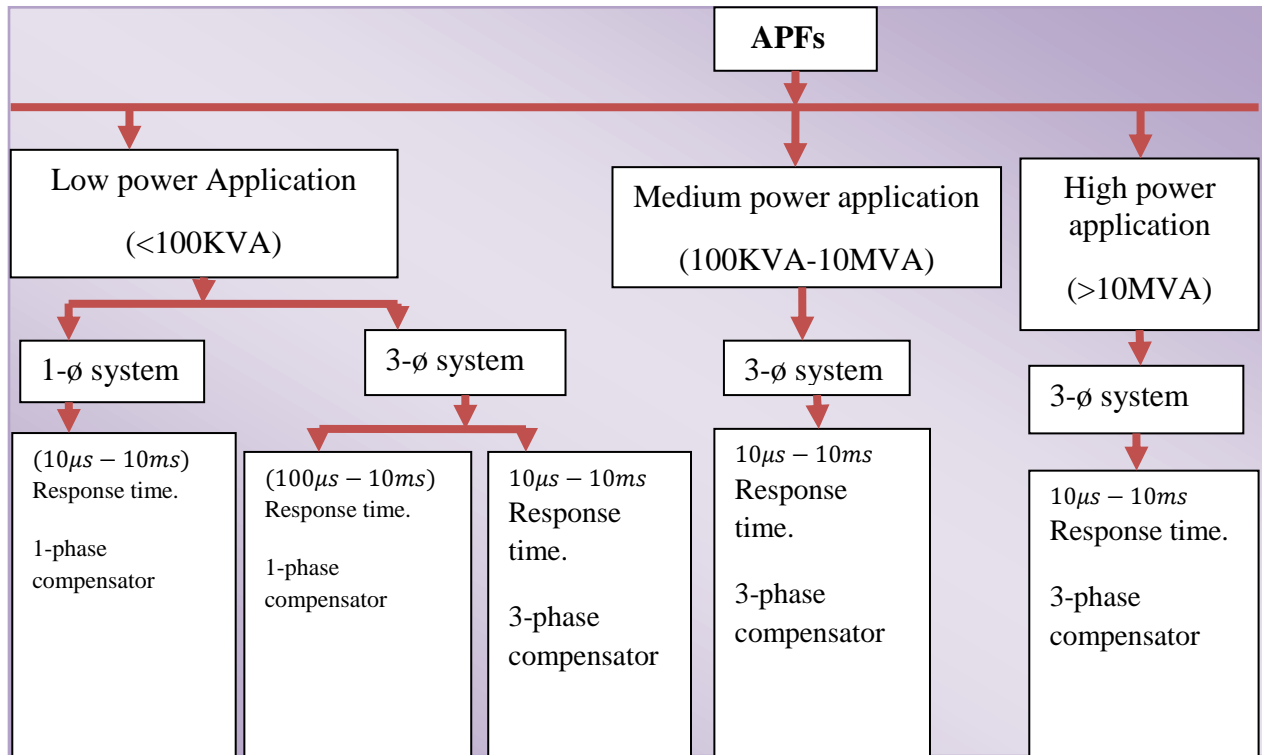 APFs
Low power Application
(<100KVA)
Medium power application
(100KVA-10MVA)
High power
application
(>10MVA)
1-ø system
3-ø system
3-ø system
3-ø system
(10μs − 10ms)
Response time.
1-phase
compensator
(100μs − 10ms)
Response time.
1-phase
compensator
10μs − 10ms
Response
time.
3-phase
compensator
10μs − 10ms
Response
time.
3-phase
compensator
10μs − 10ms
Response time.
3-phase
compensator